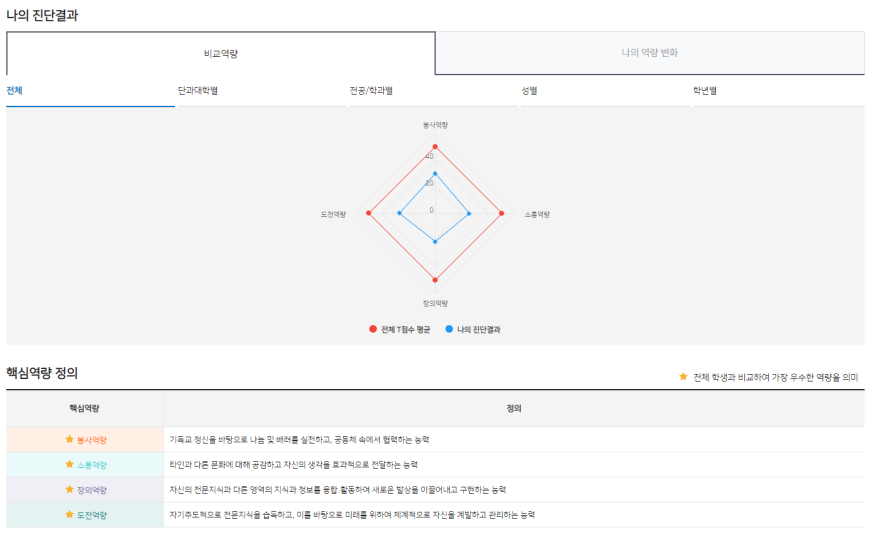 나의 진단결과
비교역량
나의 역량 변화
전체
단과대학별
전공/학과별
성별
학년별
봉사역량
40
20
도전역량
0
소통역량
창의역량
전체 T점수 평균
나의 진단결과
핵심역량 정의
전체 학생과 비교하여 가장 우수한 역량을 의미
핵심역량
정의
봉사역량
기독교 정신을 바탕으로 나눔 및 배려를 실천하고, 공동체 속에서 협력하는 능력
소통역량
타인과 다른 문화에 대해 공감하고 자신의 생각을 효과적으로 전달하는 능력
창의역량
자신의 전문지식과 다른 영역의 지식과 정보를 융합·활동하여 새로운 발상을 이끌어내고 구현하는 능력
도전역량
자기주도적으로 전문지식을 습득하고, 이를 바탕으로 미래를 위하여 체계적으로 자신을 계발하고 관리하는 능력